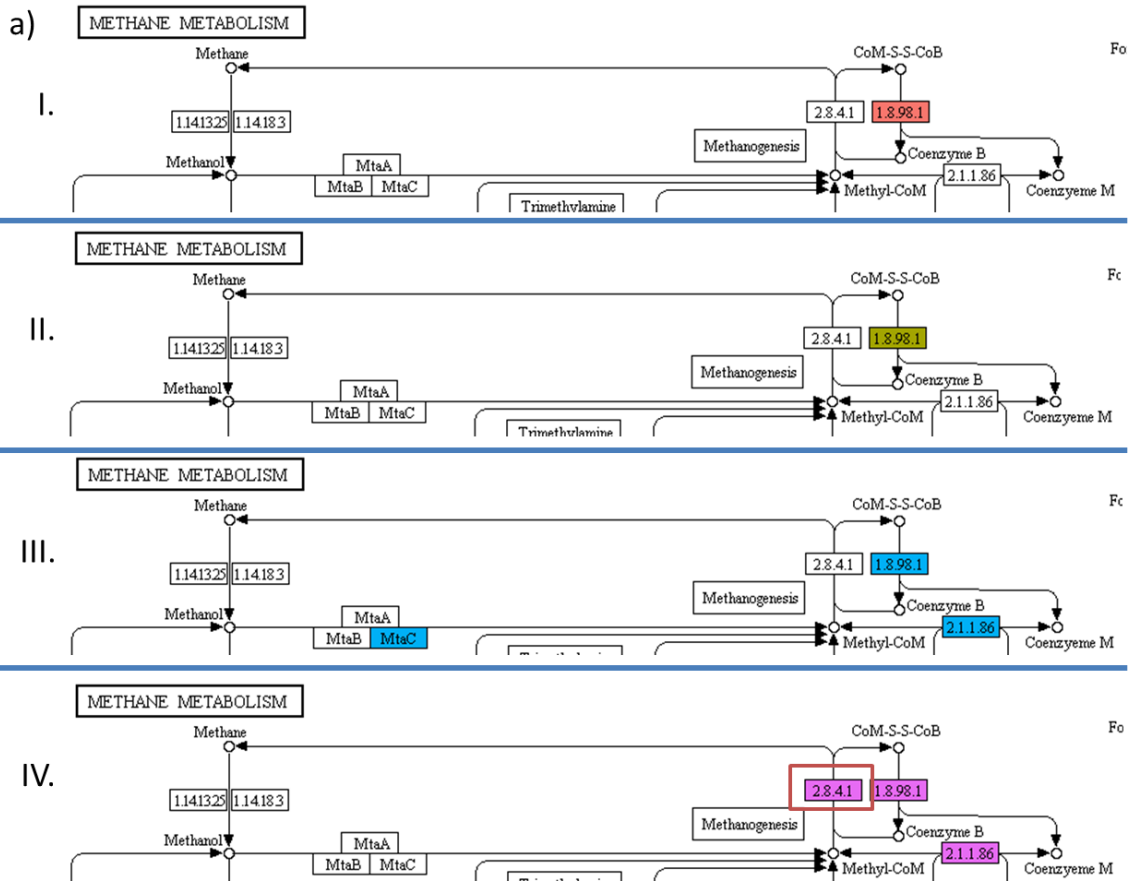 a)
METHANE METABOLISM
Methane
CoM-S-S-CoB
Fo
I.
1.14.13.25 1.14.18.3
2.8.4.1 1.8.98.1
Methanogenesis
Coenzyme B
Methanol
MtaA
MtaB MtaC
2.1.1.86
Methyl-CoM
Coenzyeme M
Trimethylamine
METHANE METABOLISM
Methane
CoM-S-S-CoB
Fc
II.
1.14.13.25 1.14.18.3
2.8.4.1 1.8.98.1
Methanogenesis
Coenzyme B
Methanol
MtaA
MtaB MtaC
2.1.1.86
Methyl-CoM
Coenzyeme M
Trimethylamine
METHANE METABOLISM
Methane
CoM-S-S-CoB
Fc
III.
1.14.13.25 1.14.18.3
2.8.4.1 1.8.98.1
Methanogenesis
Coenzyme B
Methanol
MtaA
MtaB MtaC
2.1.1.86
Methyl-CoM
Coenzyeme M
METHANE METABOLISM
Methane
CoM-S-S-CoB
Fo
IV.
1.14.13.25 1.14.18.3
2.8.4.1 1.8.98.1
Methanogenesis
Coenzyme B
Methanol
MtaA
MtaB MtaC
2.1.1.86
Methyl-CoM
Coenzyeme M